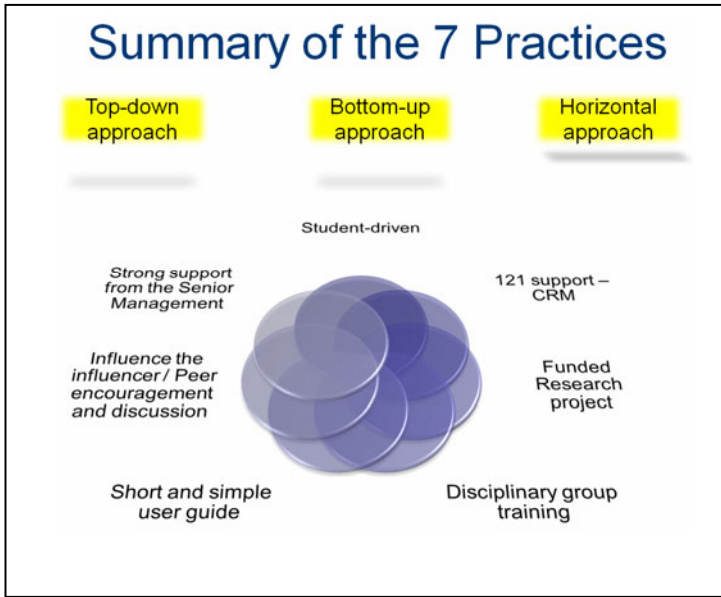 Summary of the 7 Practices
Top-down
approach
Bottom-up
approach
Horizontal
approach
Student-driven
Strong support
from the Senior
Management
121 support –
CRM
Influence the
influencer / Peer
encouragement
and discussion
Funded
Research
project
Short and simple
user guide
Disciplinary group
training